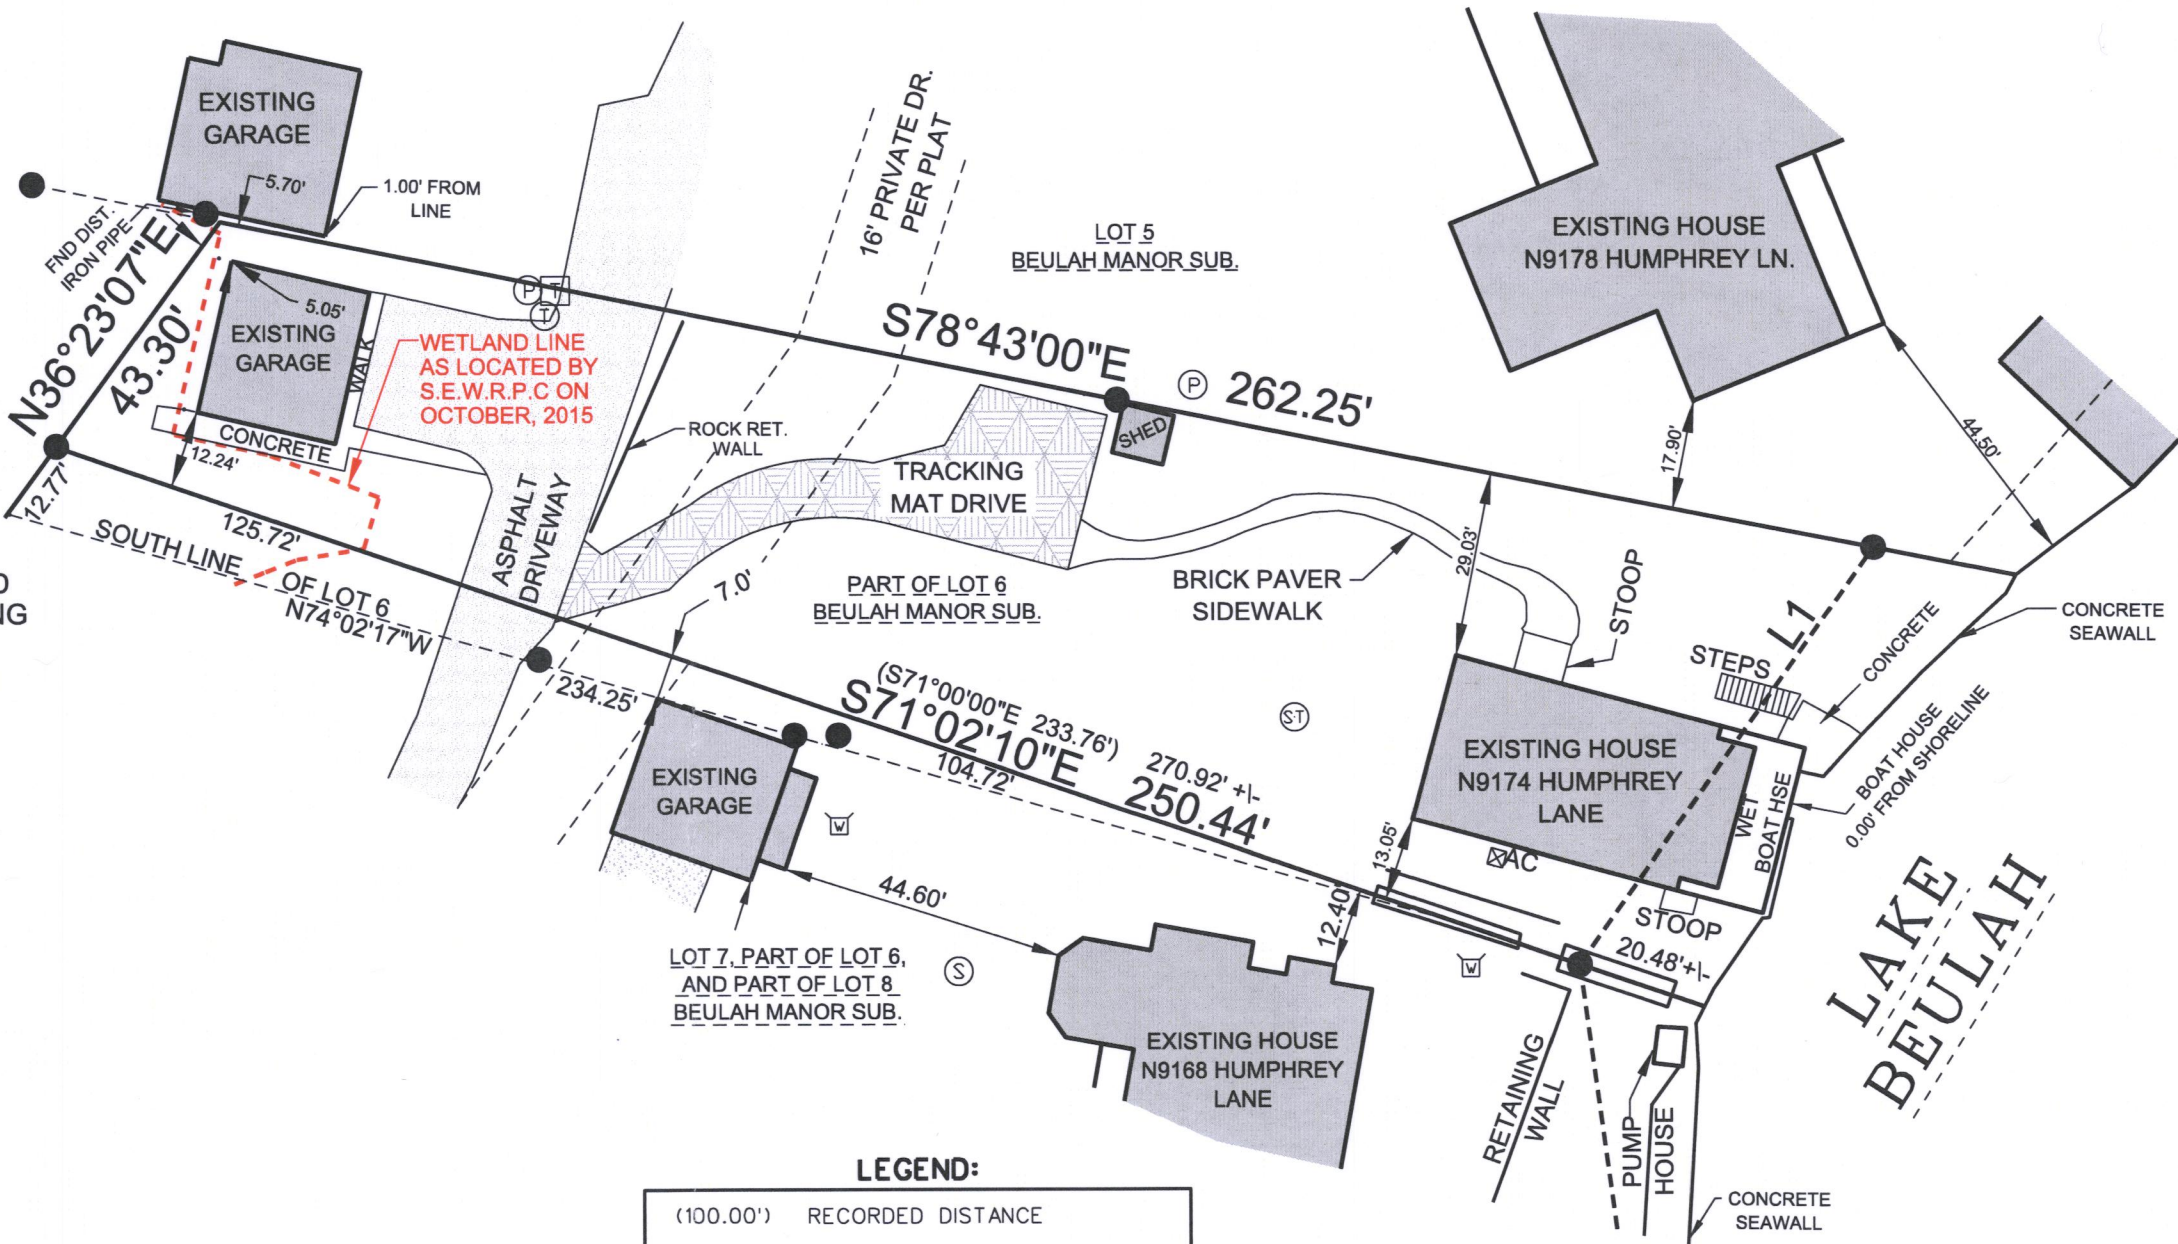 EXISTING
GARAGE
5.70'
1.00' FROM
LINE
FND DIST.
IRON PIPE
N36°23'07"E
43.30'
5.05'
EXISTING
GARAGE
WALK
CONCRETE
12.24'
12.77'
WETLAND LINE
AS LOCATED BY
S.E.W.R.P.C ON
OCTOBER, 2015
P
T
T
16' PRIVATE DR.
PER PLAT
LOT 5
BEULAH MANOR SUB.
S78°43'00"E
P
262.25'
EXISTING HOUSE
N9178 HUMPHREY LN.
17.90'
44.50'
ROCK RET.
WALL
SHED
TRACKING
MAT DRIVE
ASPHALT
DRIVEWAY
125.72'
SOUTH LINE
OF LOT 6
N74°02'17"W
NG
7.0'
PART OF LOT 6
BEULAH MANOR SUB.
BRICK PAVER
SIDEWALK
29.03'
STOOP
L1
STEPS
CONCRETE
CONCRETE
SEAWALL
234.25'
(S71°00'00"E 233.76')
S71°02'10"E
270.92' +\-
250.44'
104.72'
ST
EXISTING
GARAGE
W
EXISTING HOUSE
N9174 HUMPHREY
LANE
WET
BOAT HSE
BOAT HOUSE
0.00' FROM SHORELINE
AC
13.05'
STOOP
20.48'+\-
12.40'
44.60'
W
LOT 7, PART OF LOT 6,
AND PART OF LOT 8
BEULAH MANOR SUB.
S
EXISTING HOUSE
N9168 HUMPHREY
LANE
RETAINING
WALL
PUMP
HOUSE
CONCRETE
SEAWALL
LAKE
BEULAH
LEGEND:
(100.00') RECORDED DISTANCE